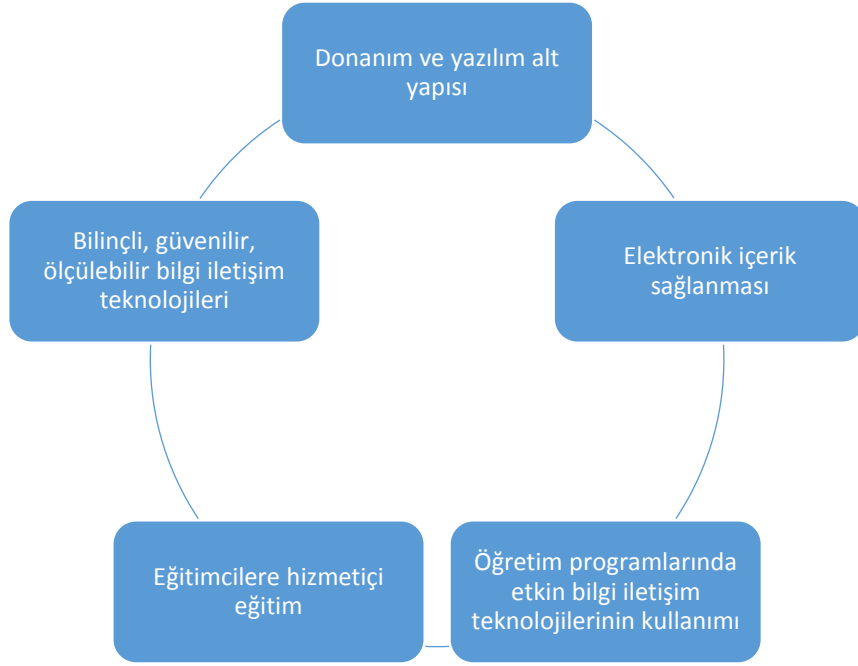 Donanım ve yazılım alt
yapısı
Elektronik içerik
sağlanması
Öğretim programlarında
etkin bilgi iletişim
teknolojilerinin kullanımı
Eğitimcilere hizmetiçi
eğitim
Bilinçli, güvenilir,
ölçülebilir bilgi iletişim
teknolojileri